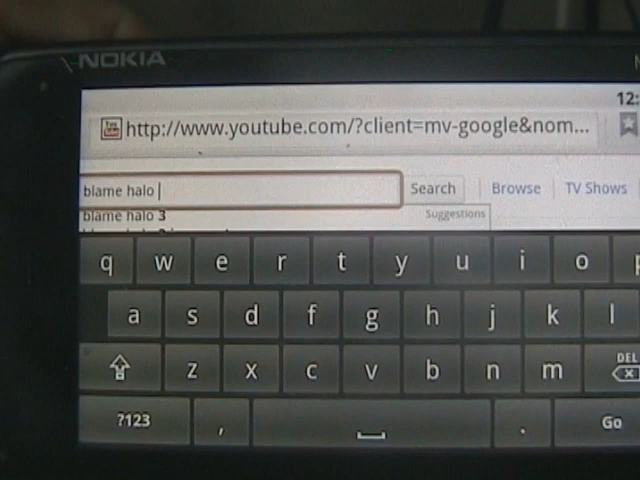 NOKIA
12:
http://www.youtube.com/?client=mv-google&nom...
blame halo Search Browse TV Shows
blame halo 3 Suggestions
q w e r t y u i o p
a s d f g h j k l
z x c v b n m DEL
?123 , . Go